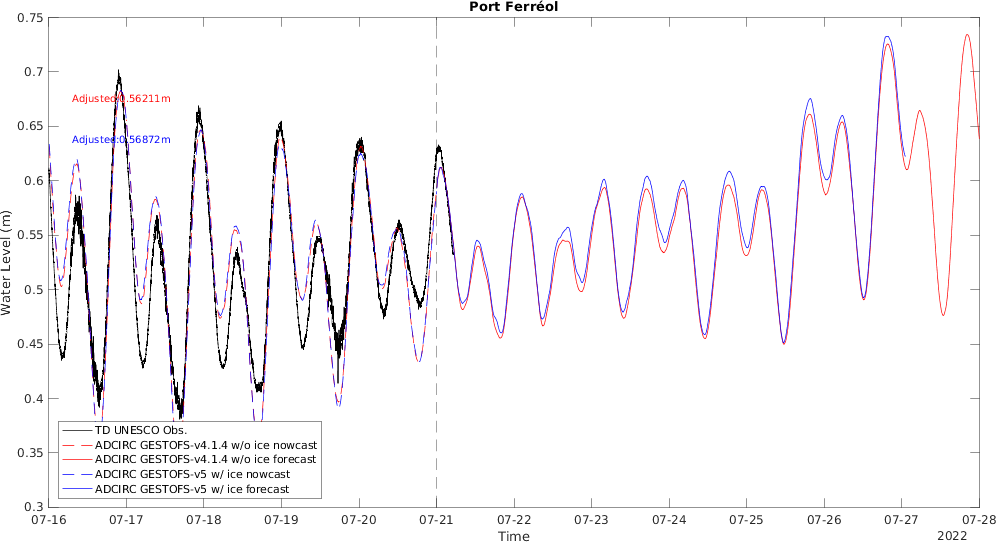 Port Ferréol
0.75
0.7
0.65
0.6
0.55
0.5
0.45
0.4
0.35
0.3
Water Level (m)
Adjusted:0.56211m
Adjusted:0.56872m
TD UNESCO Obs.
ADCIRC GESTOFS-v4.1.4 w/o ice nowcast
ADCIRC GESTOFS-v4.1.4 w/o ice forecast
ADCIRC GESTOFS-v5 w/ ice nowcast
ADCIRC GESTOFS-v5 w/ ice forecast
07-16 07-17 07-18 07-19 07-20 07-21 07-22 07-23 07-24 07-25 07-26 07-27 07-28
Time
2022